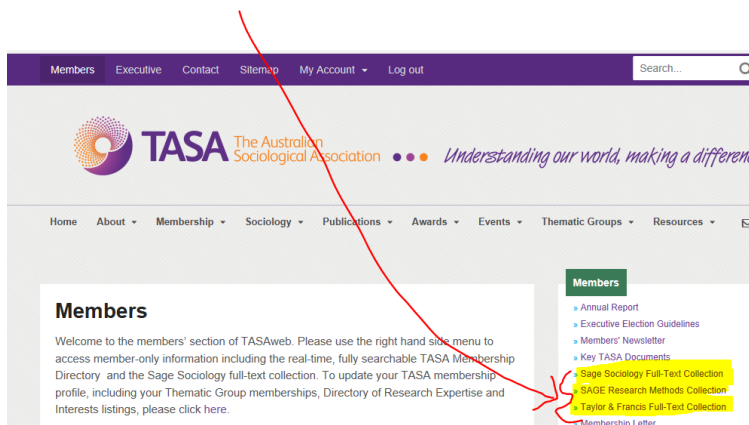 Members Executive Contact Sitemap My Account Log out Search...
TASA The Australian Sociological Association Understanding our world, making a differen
Home About Membership Sociology Publications Awards Events Thematic Groups Resources
Members
Welcome to the members' section of TASAweb. Please use the right hand side menu to
access member-only information including the real-time, fully searchable TASA Membership
Directory and the Sage Sociology full-text collection. To update your TASA membership
profile, including your Thematic Group memberships, Directory of Research Expertise and
Interests listings, please click here.
Members
» Annual Report
» Executive Election Guidelines
» Members' Newsletter
» Key TASA Documents
» Sage Sociology Full-Text Collection
» SAGE Research Methods Collection
» Taylor & Francis Full-Text Collection
» Membership Letter